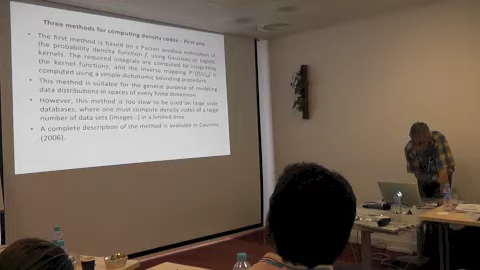 Three methods for computing density codes - First one
• The first method is based on a Parsen window estimation of
the probability density function f, using Gaussian or logistic
kernels. The required integrals are computed by integrating
the kernel functions, and the inverse mapping is
computed using a simple dichotomic bounding procedure.
• This method is suitable for the general purpose of modeling
data distributions in spaces of every finite dimension.
• However, this method is too slow to be used on large scale
databases, where one must compute density codes of a large
number of data sets (images...) in a limited time.
• A complete description of the method is available in
(2006).